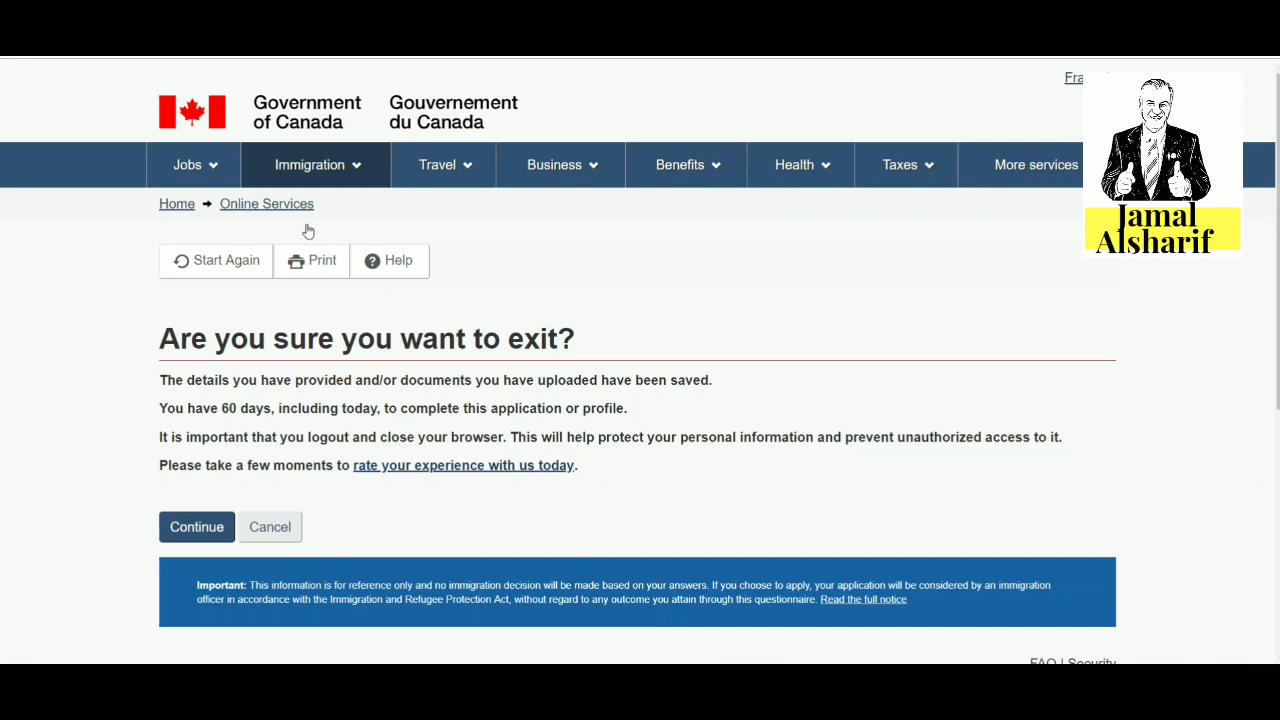 Government
of Canada
Gouvernement
du Canada
Jobs
Immigration
Travel
Business
Benefits
Health
Taxes
More services
Jamal
Alsharif
Home
Online Services
Start Again
Print
Help
Are you sure you want to exit?
The details you have provided and/or documents you have uploaded have been saved.
You have 60 days, including today, to complete this application or profile.
It is important that you logout and close your browser. This will help protect your personal information and prevent unauthorized access to it.
Please take a few moments to rate your experience with us today.
Continue
Cancel
Important: This information is for reference only and no immigration decision will be made based on your answers. If you choose to apply, your application will be considered by an immigration
officer in accordance with the Immigration and Refugee Protection Act, without regard to any outcome you attain through this questionnaire. Read the full notice
FAQ | Security